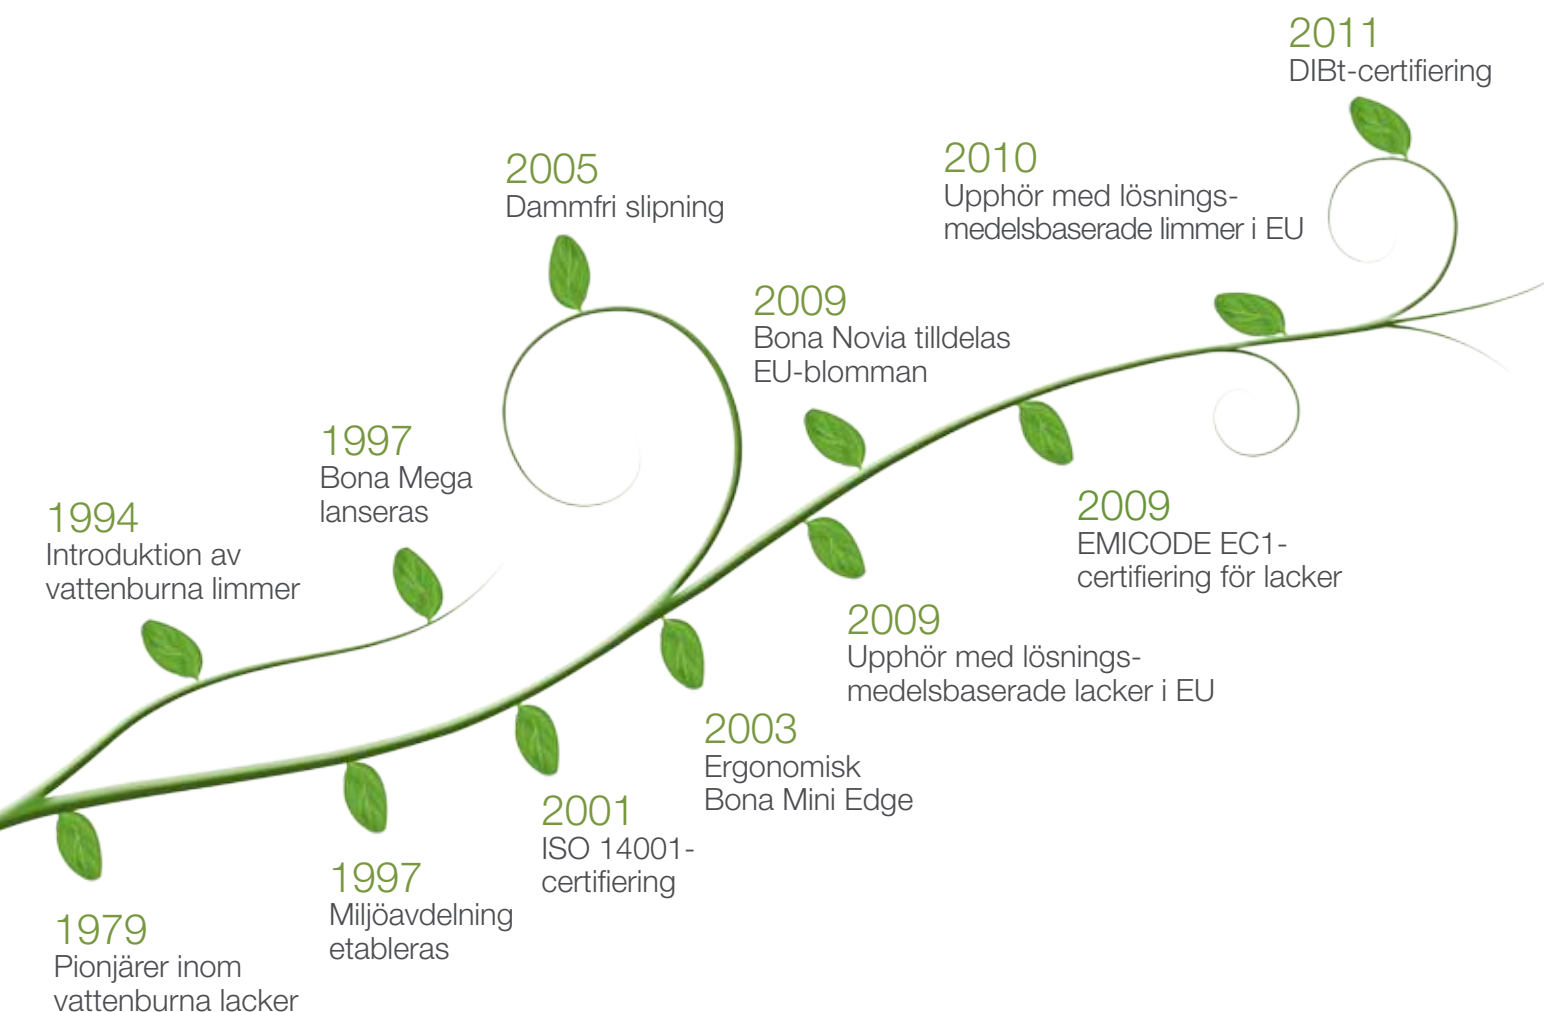 2011
DIBt-certifiering
2010
Upphör med lösnings-
medelsbaserade limmer i EU
2005
Dammfri slipning
2009
Bona Novia tilldelas
EU-blomman
1997
Bona Mega
lanseras
1994
Introduktion av
vattenburna limmer
2009
EMICODE EC1-
certifiering för lacker
2009
Upphör med lösnings-
medelsbaserade lacker i EU
2003
Ergonomisk
Bona Mini Edge
2001
ISO 14001-
certifiering
1997
Miljöavdelning
etableras
1979
Pionjärer inom
vattenburna lacker